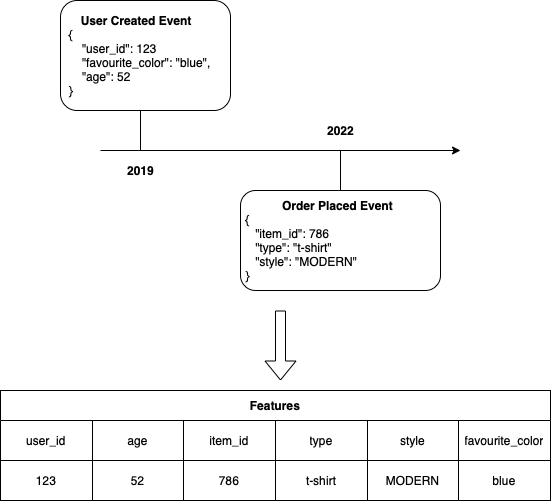 User Created Event
{
"user_id": 123
"favourite_color": "blue",
"age": 52
}
2022
2019
Order Placed Event
{
"item_id": 786
"type": "t-shirt"
"style": "MODERN"
}
Features
user_id age item_id type style favourite_color
123 52 786 t-shirt MODERN blue